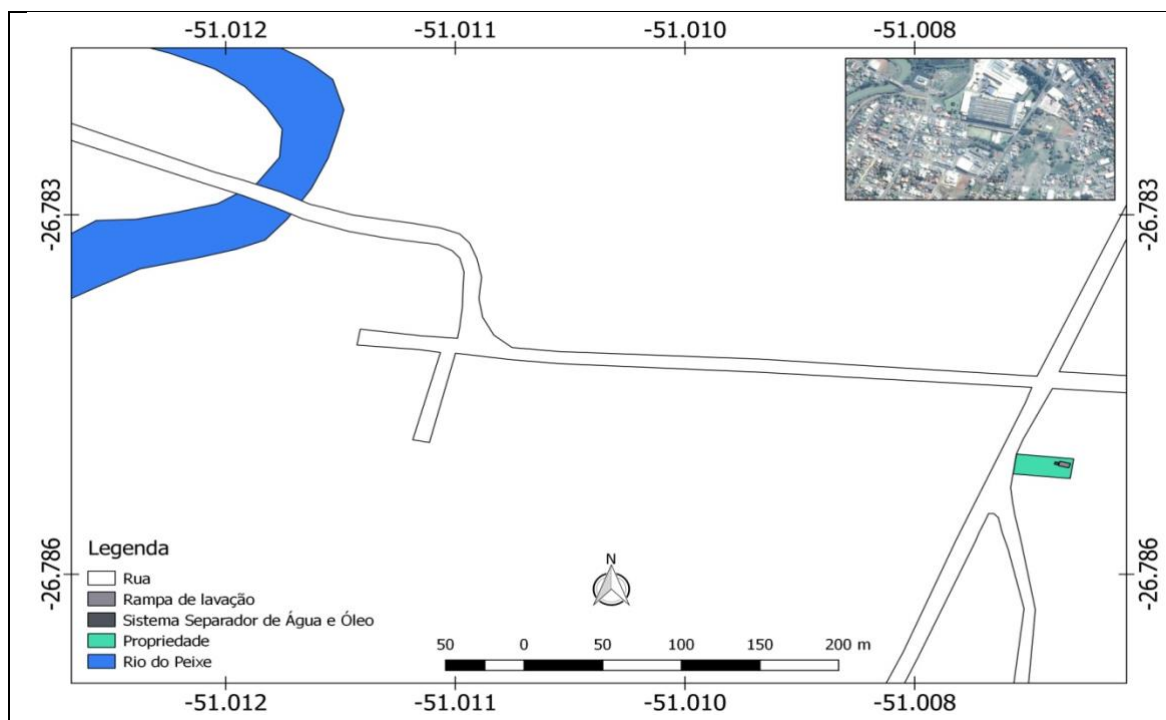 -51.012 -51.011 -51.010 -51.008
-26.783 -26.783
-26.786 -26.786
Legenda
Rua
Rampa de lavação
Sistema Separador de Água e Óleo
Propriedade
Rio do Peixe
N
50 0 50 100 150 200 m
-51.012 -51.011 -51.010 -51.008